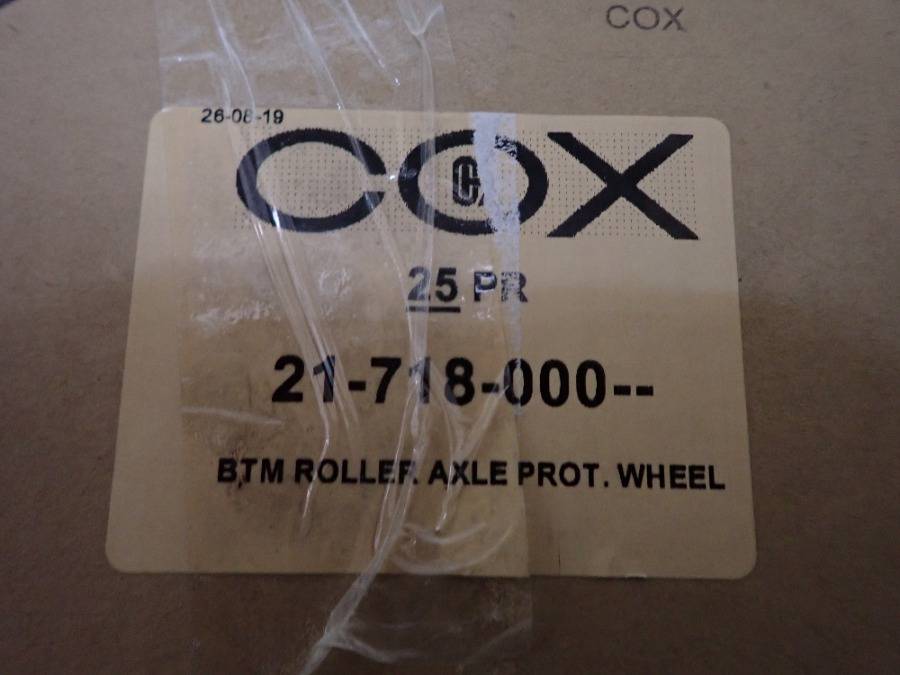 COX
26-08-19
COX
25 PR
21-718-000--
BTM ROLLER AXLE PROT. WHEEL